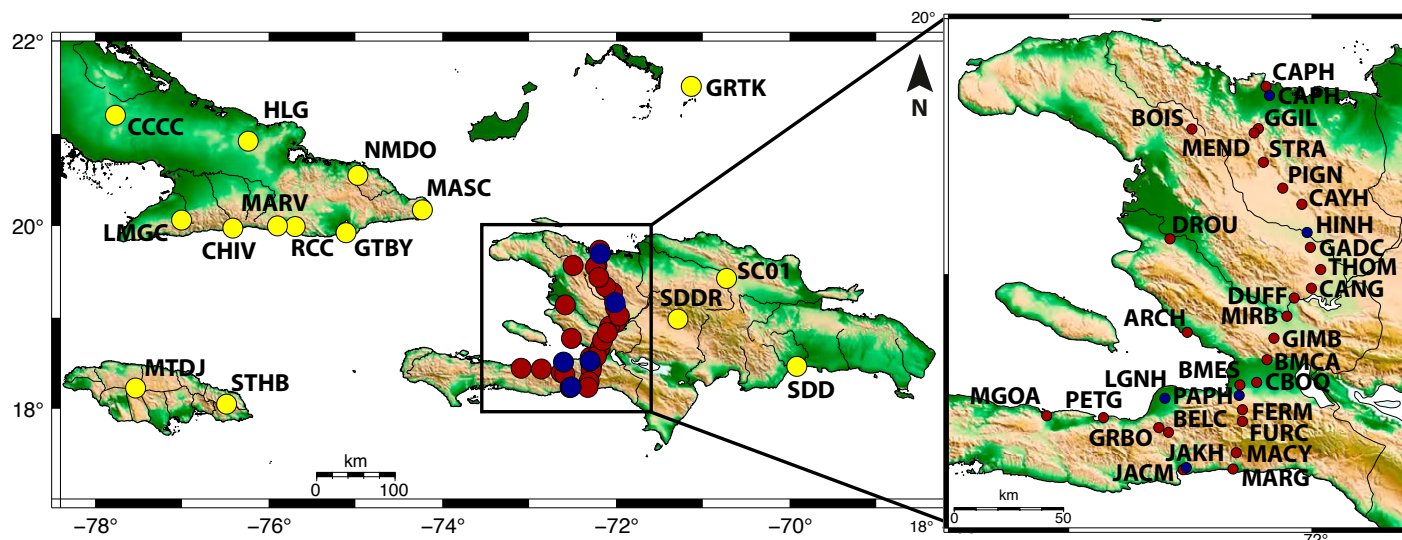 22°
20°
18°
−78°
−76°
−74°
−72°
−70°
−68°
CCCC
HLG
NMDO
MASC
MARV
LMGC
CHIV
RCC
GTBY
GRTK
N
SC01
SDDR
SDD
MTDJ
STHB
km
0 100
20°
18°
CAPH
CAPH
BOIS
GGIL
MEND
STRA
PIGN
CAYH
DROU
HINH
GADC
THOM
CANG
DUFF
MIRB
ARCH
GIMB
BMCA
BMES
CBOQ
LGNH
PAPH
MGOA
PETG
FERM
BELC
GRBO
FURC
JAKH
MACY
JACM
MARG
km
0 50